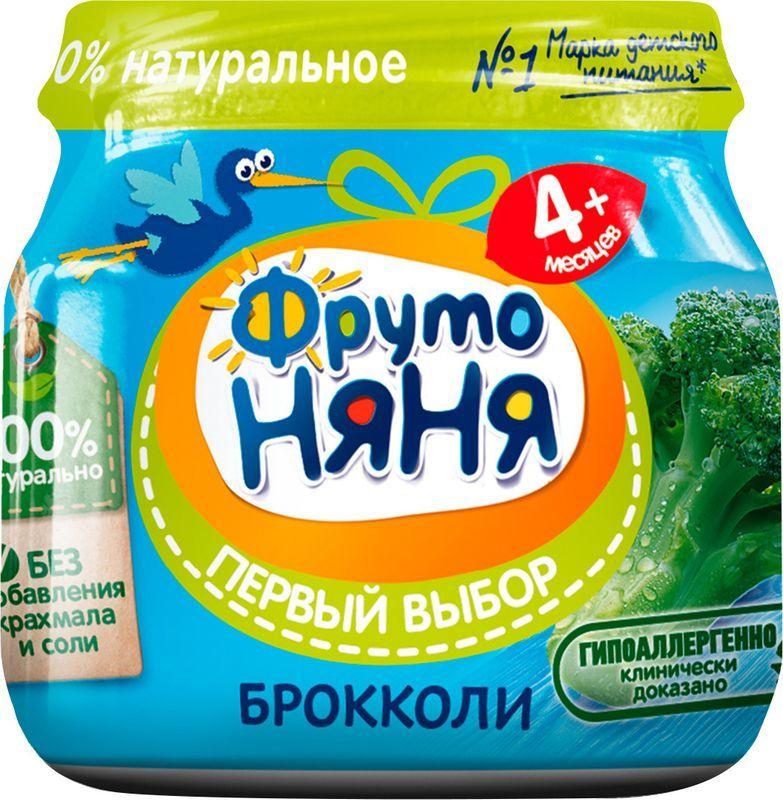 0% натуральное
№1 Марка детского
питания*
4+
месяцев
Фруто
НяНя
ПЕРВЫЙ ВЫБОР
БРОККОЛИ
00%
турально
БЕЗ
обавления
крахмала
и соли
ГИПОАЛЛЕРГЕННО
клинически
доказано